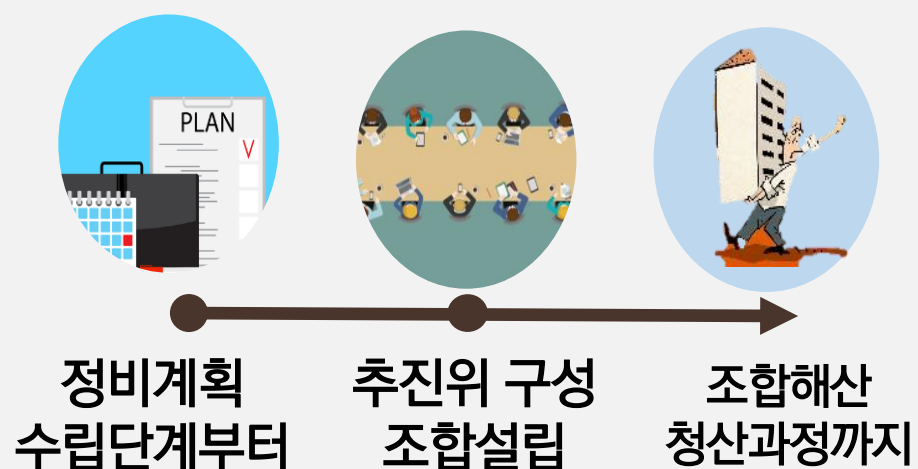 PLAN
정비계획
수립단계부터
추진위 구성
조합설립
조합해산
청산과정까지